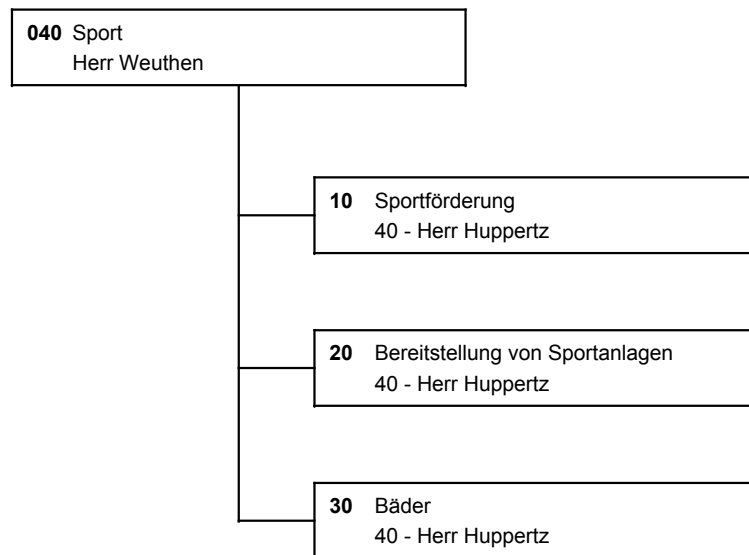 040 Sport
Herr Weuthen
10 Sportförderung
40 - Herr Huppertz
20 Bereitstellung von Sportanlagen
40 - Herr Huppertz
30 Bäder
40 - Herr Huppertz